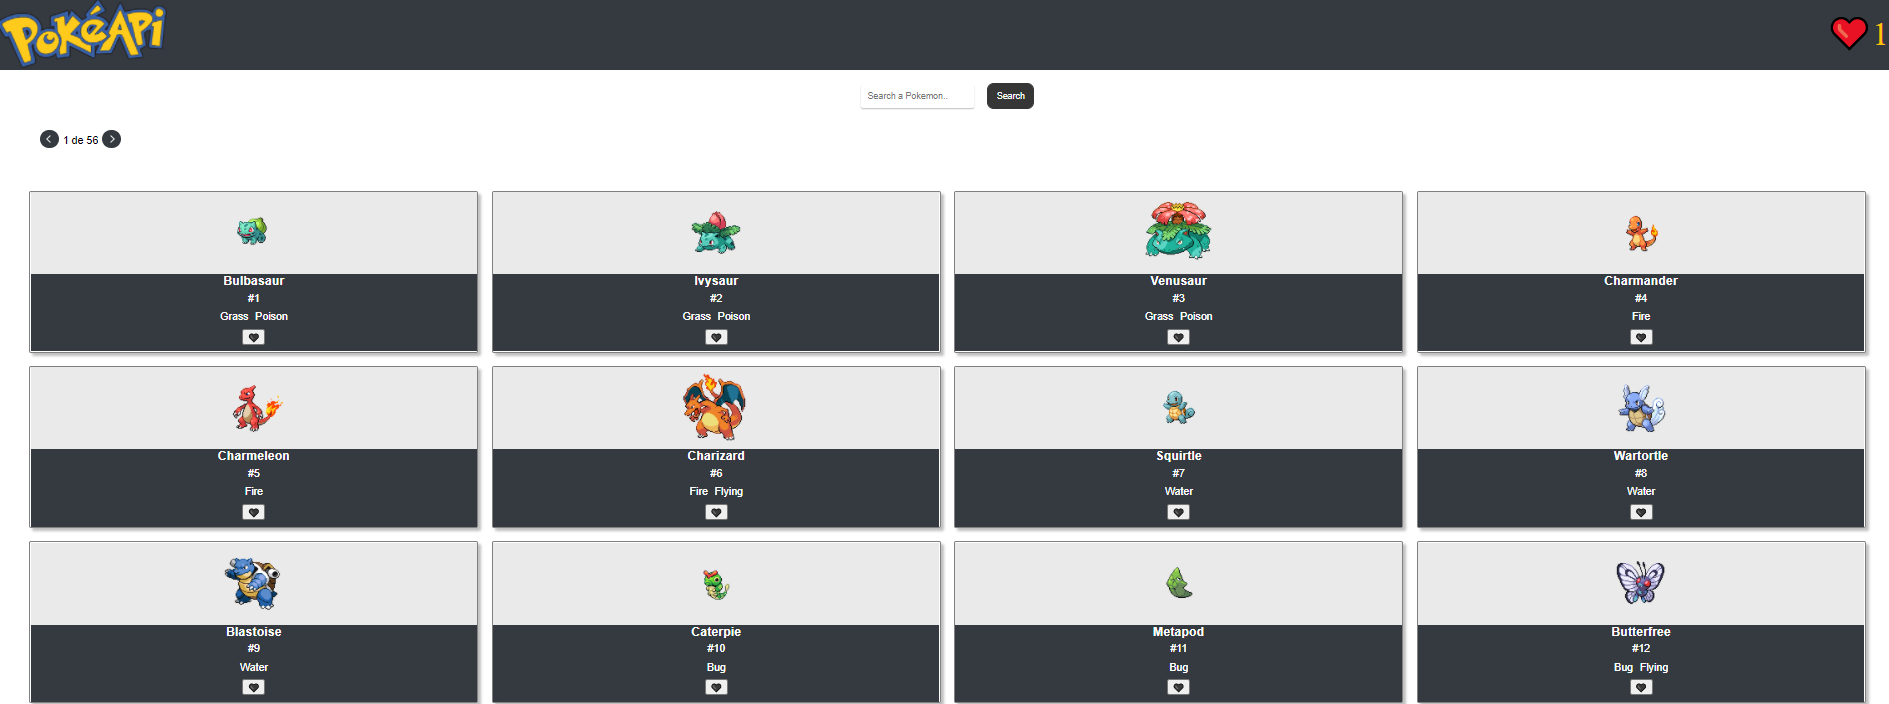 PokéApi
1
Search a Pokemon..
Search
1 de 56
Bulbasaur
#1
Grass Poison
Ivysaur
#2
Grass Poison
Venusaur
#3
Grass Poison
Charmander
#4
Fire
Charmeleon
#5
Fire
Charizard
#6
Fire Flying
Squirtle
#7
Water
Wartortle
#8
Water
Blastoise
#9
Water
Caterpie
#10
Bug
Metapod
#11
Bug
Butterfree
#12
Bug Flying